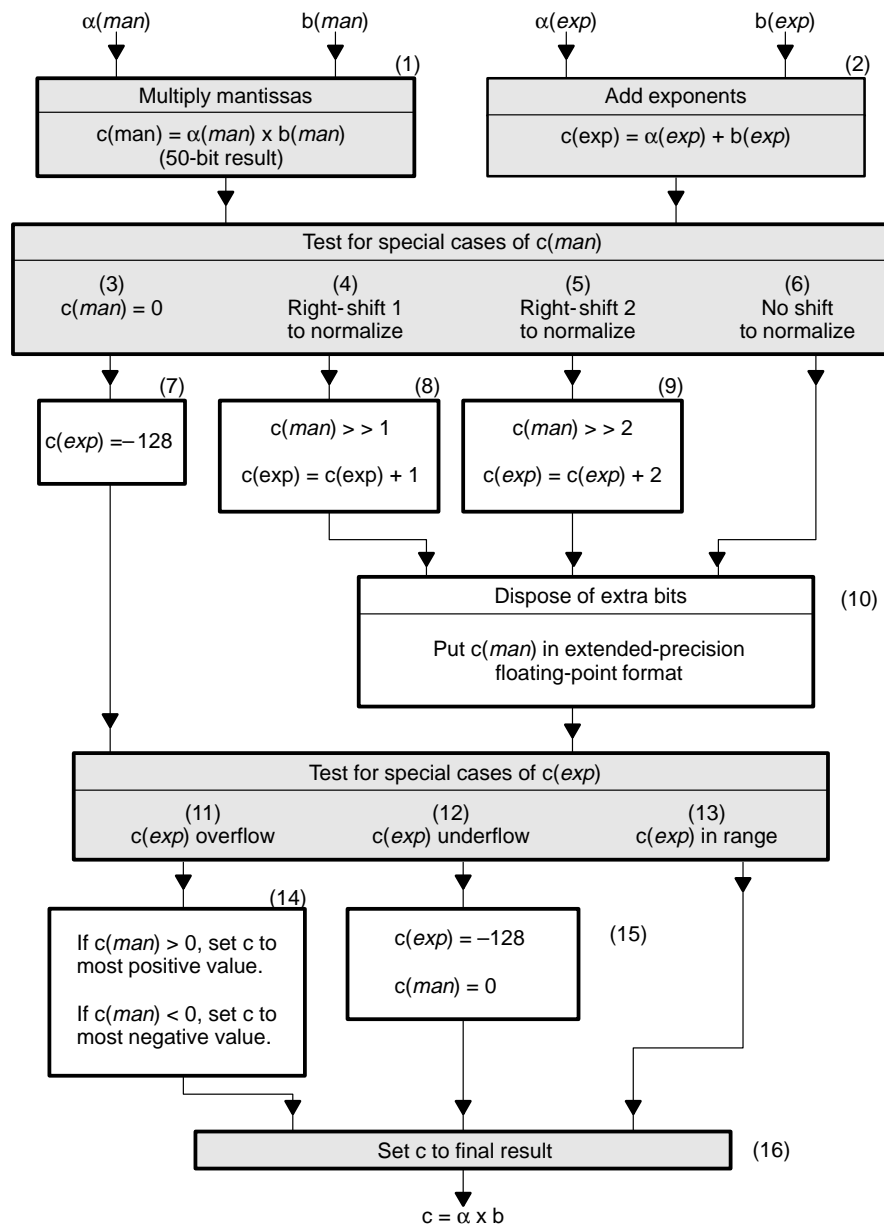 α(man)
b(man)
α(exp)
b(exp)
(1)
(2)
Multiply mantissas
c(man) = α(man) x b(man)
(50-bit result)
Add exponents
c(exp) = α(exp) + b(exp)
Test for special cases of c(man)
(3)
c(man) = 0
(4)
Right-shift 1
to normalize
(5)
Right-shift 2
to normalize
(6)
No shift
to normalize
(7)
c(exp) =–128
(8)
c(man) > > 1
c(exp) = c(exp) + 1
(9)
c(man) >> 2
c(exp) = c(exp) + 2
Dispose of extra bits
(10)
Put c(man) in extended-precision
floating-point format
Test for special cases of c(exp)
(11)
c(exp) overflow
(12)
c(exp) underflow
(13)
c(exp) in range
(14)
If c(man) > 0, set c to
most positive value.
If c(man) < 0, set c to
most negative value.
c(exp) = –128
c(man) = 0
(15)
Set c to final result
(16)
c = α x b